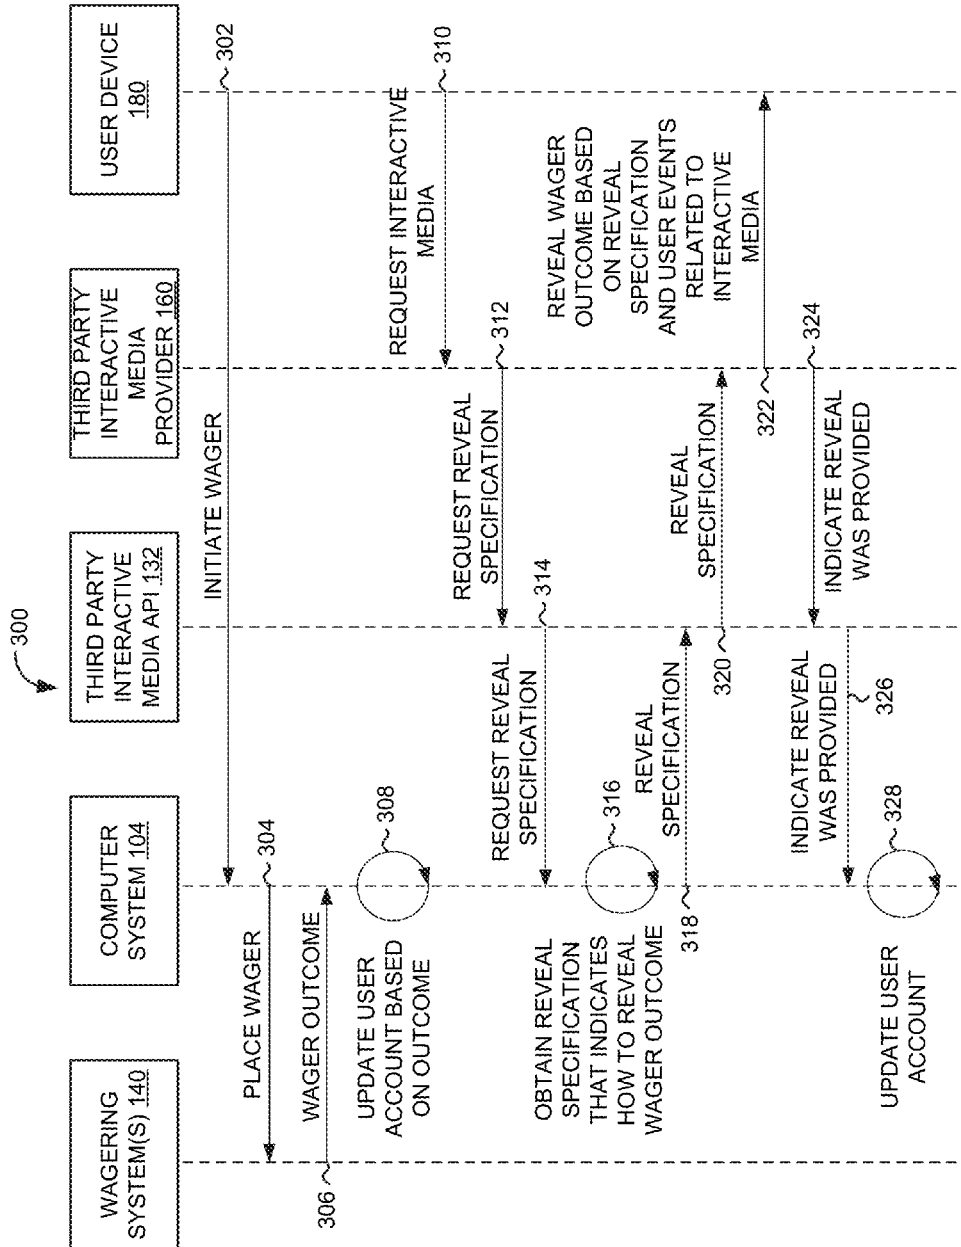 300
WAGERING
SYSTEM(S) 140
COMPUTER
SYSTEM 104
THIRD PARTY
INTERACTIVE
MEDIA API 132
THIRD PARTY
INTERACTIVE
MEDIA
PROVIDER 160
USER DEVICE
180
INITIATE WAGER
302
PLACE WAGER
304
WAGER OUTCOME
306
308
UPDATE USER
ACCOUNT BASED
ON OUTCOME
REQUEST INTERACTIVE
MEDIA
310
REQUEST REVEAL
SPECIFICATION
312
REQUEST REVEAL
SPECIFICATION
314
OBTAIN REVEAL
SPECIFICATION
THAT INDICATES
HOW TO REVEAL
WAGER OUTCOME
316
REVEAL
SPECIFICATION
318
REVEAL
SPECIFICATION
320
REVEAL WAGER
OUTCOME BASED
ON REVEAL
SPECIFICATION
AND USER EVENTS
RELATED TO
INTERACTIVE
MEDIA
322
INDICATE REVEAL
WAS PROVIDED
324
INDICATE REVEAL
WAS PROVIDED
326
328
UPDATE USER
ACCOUNT